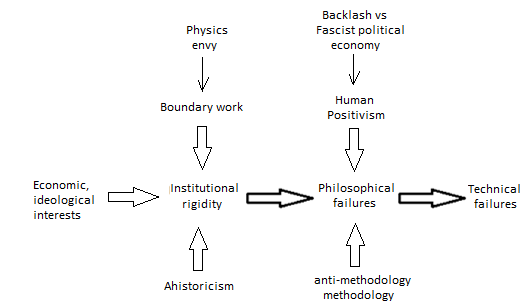 Physics
envy
Backlash vs
Fascist political
economy
Boundary work
Human
Positivism
Economic,
ideological
interests
Institutional
rigidity
Philosophical
failures
Technical
failures
Ahistoricism
anti-methodology
methodology